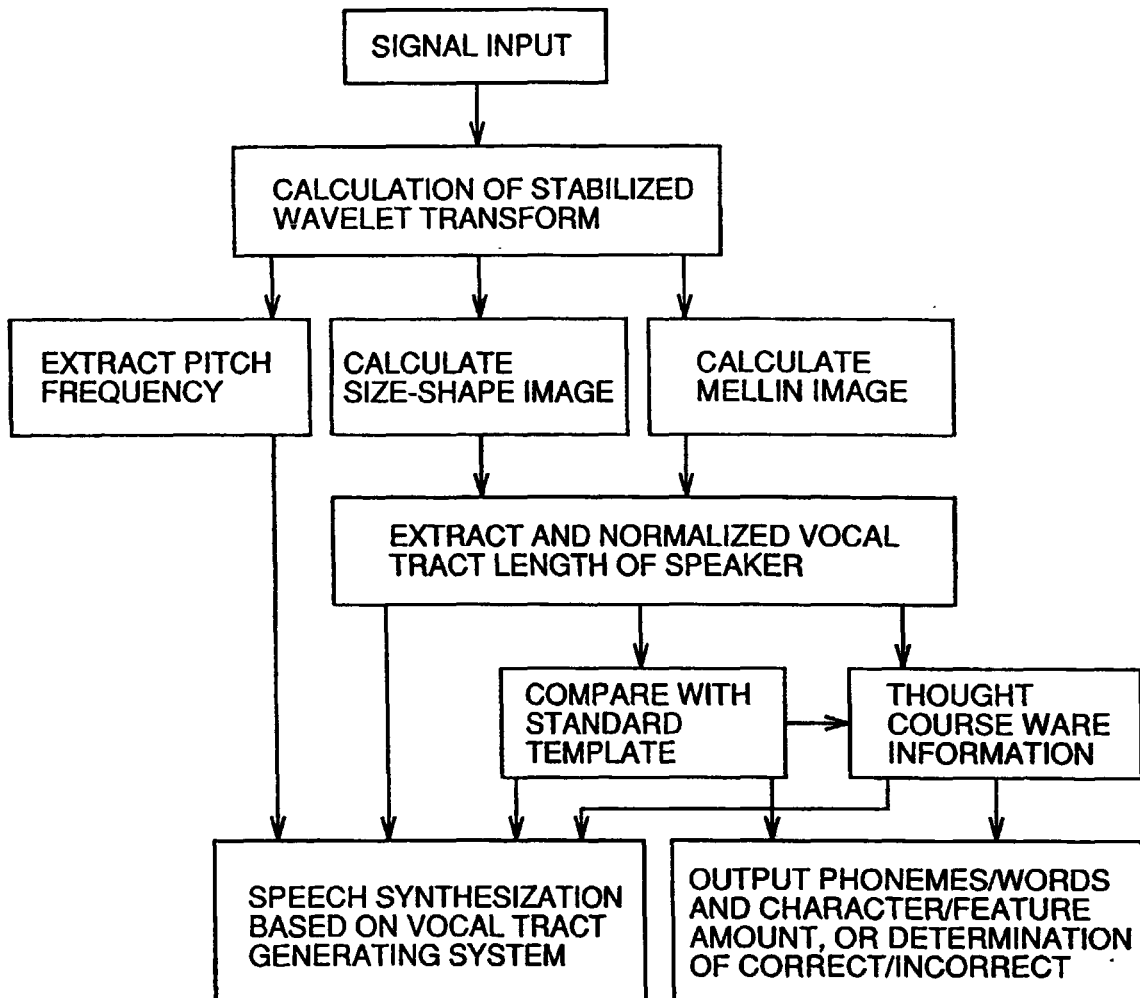 SIGNAL INPUT
CALCULATION OF STABILIZED
WAVELET TRANSFORM
EXTRACT PITCH
FREQUENCY
CALCULATE
SIZE-SHAPE IMAGE
CALCULATE
MELLIN IMAGE
EXTRACT AND NORMALIZED VOCAL
TRACT LENGTH OF SPEAKER
COMPARE WITH
STANDARD
TEMPLATE
THOUGHT
COURSE WARE
INFORMATION
SPEECH SYNTHESIZATION
BASED ON VOCAL TRACT
GENERATING SYSTEM
OUTPUT PHONEMES/WORDS
AND CHARACTER/FEATURE
AMOUNT, OR DETERMINATION
OF CORRECT/INCORRECT